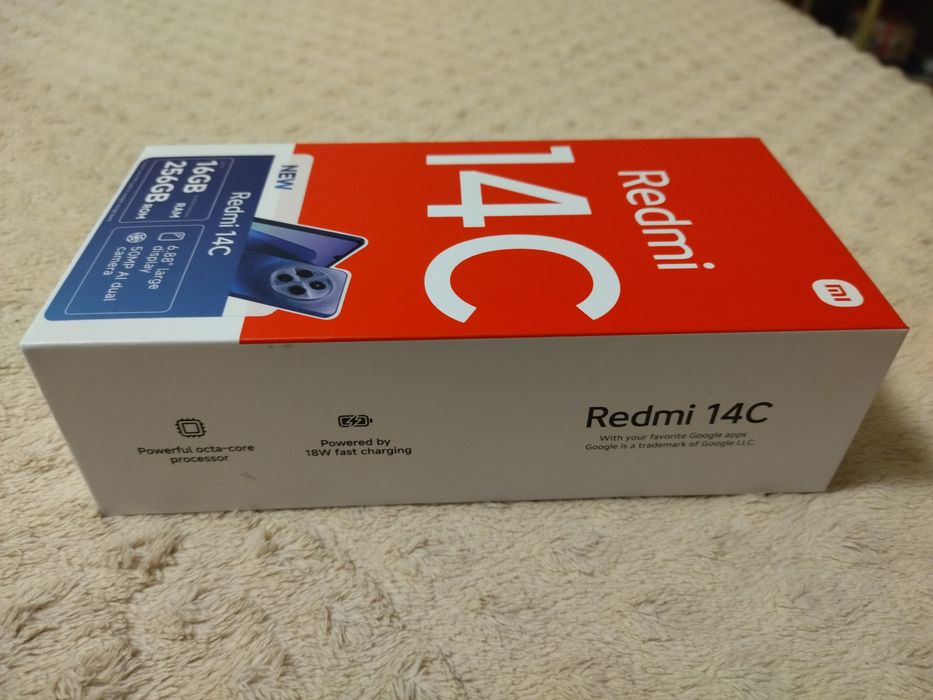 Redmi
14C
NEW
Redmi 14C
16GB RAM
256GB ROM
6.88" large
display
50MP AI dual
camera
Powerful octa-core
processor
Powered by
18W fast charging
Redmi 14C
With your favorite Google apps
Google is a trademark of Google LLC.